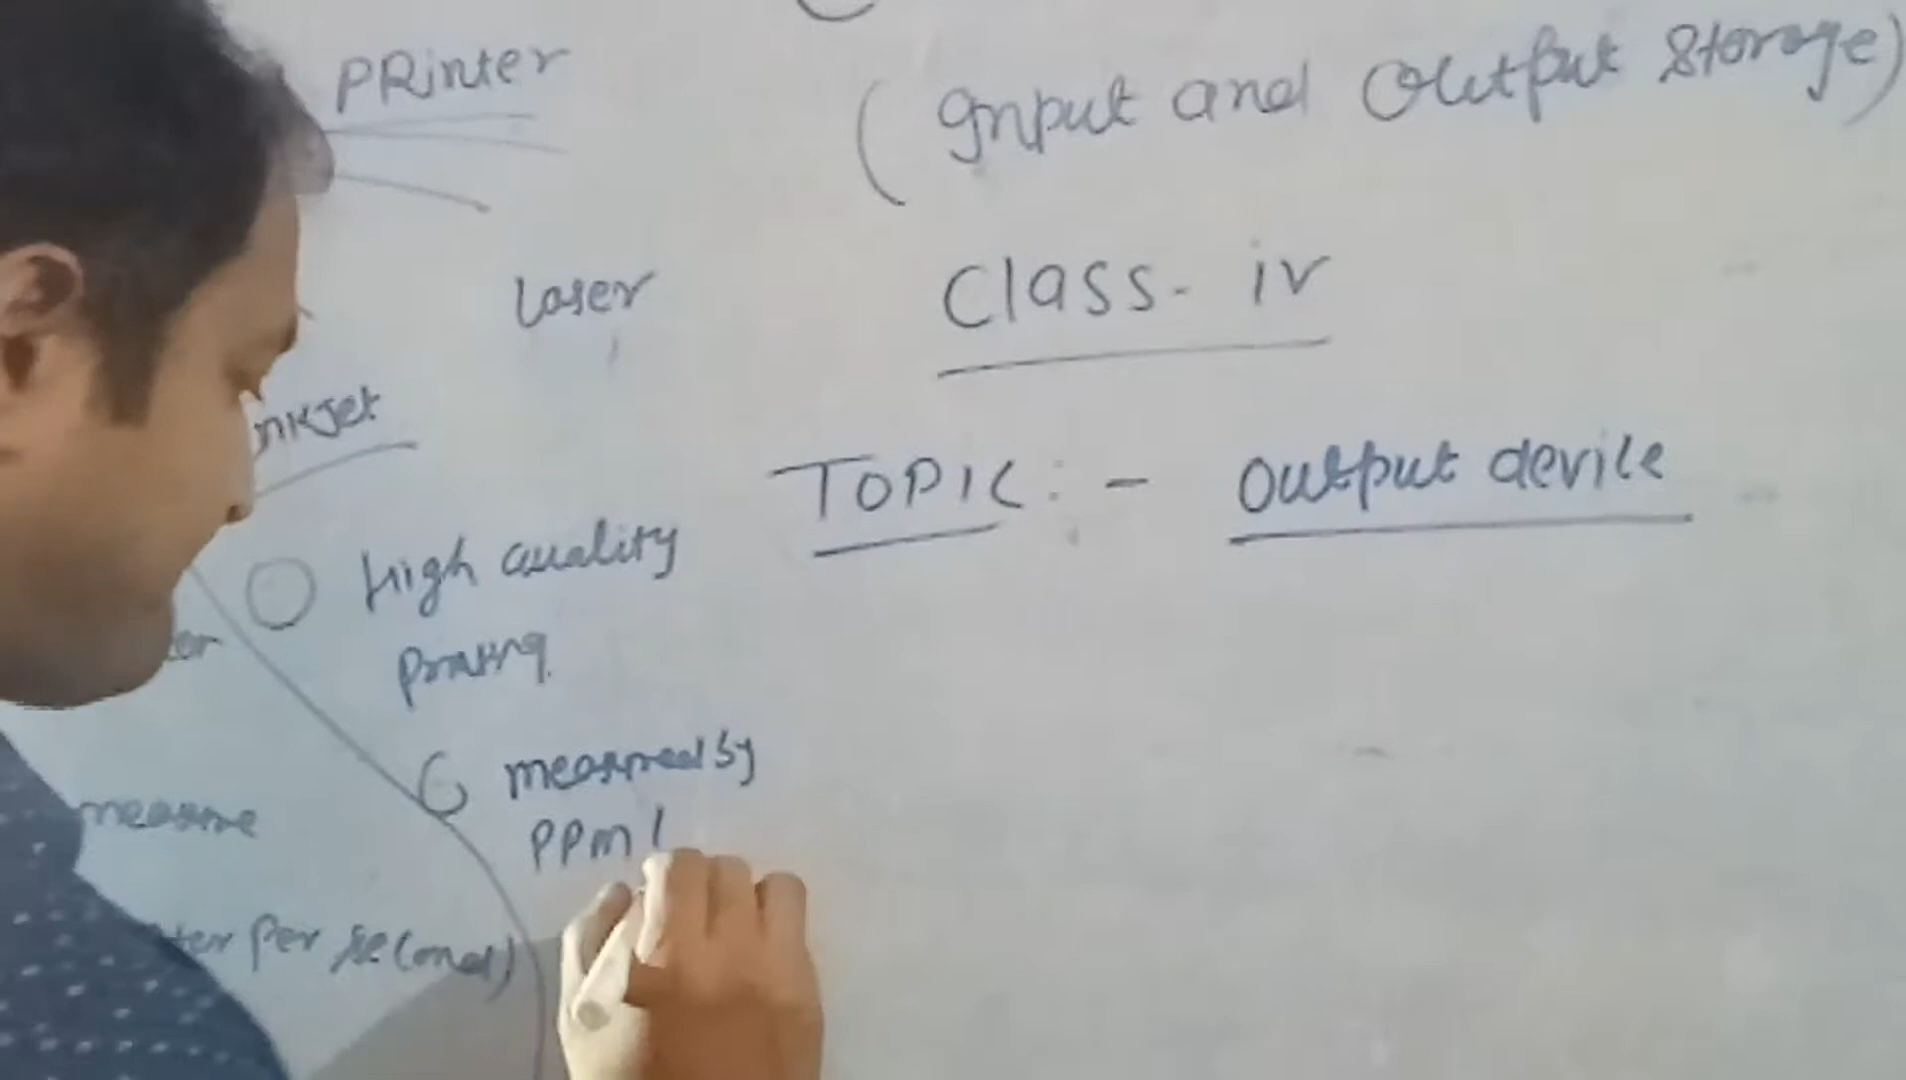 PRinter
(Input and Output Storage)
Laser
Class- iv
nkJet
TOPIC :- Output device
High quality
printing
measured by
PPM (
measure
ter per second)